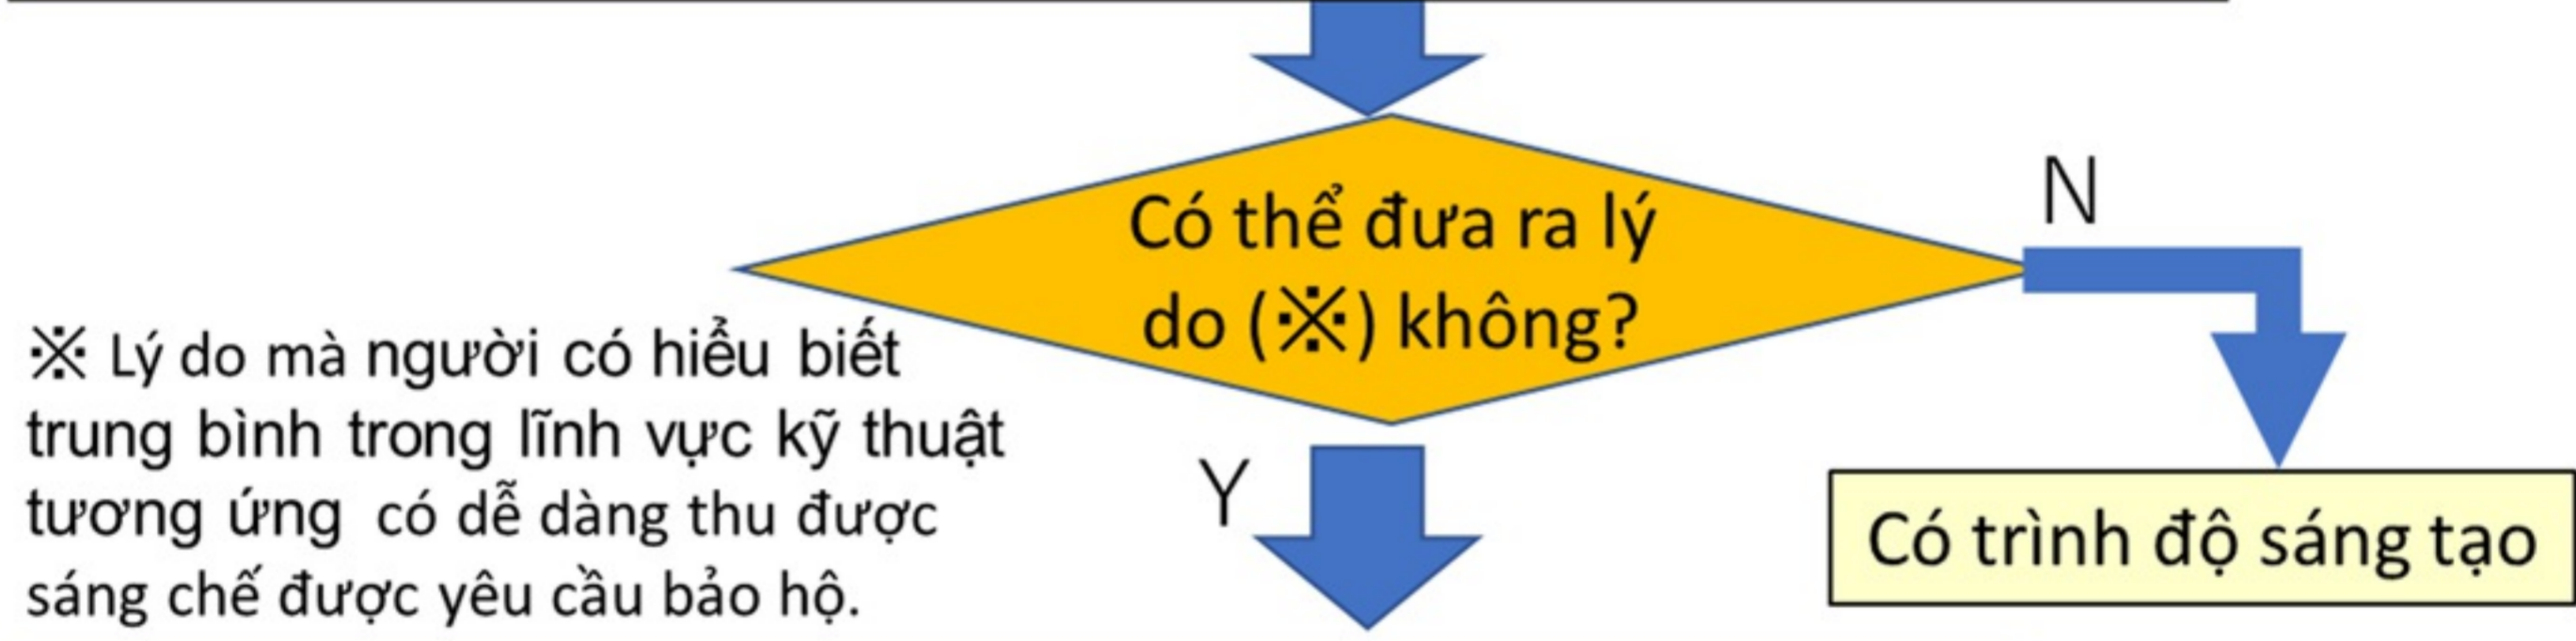 Có thể đưa ra lý
do (※) không?
N
※ Lý do mà người có hiểu biết
trung bình trong lĩnh vực kỹ thuật
tương ứng có dễ dàng thu được
sáng chế được yêu cầu bảo hộ.
Y
Có trình độ sáng tạo